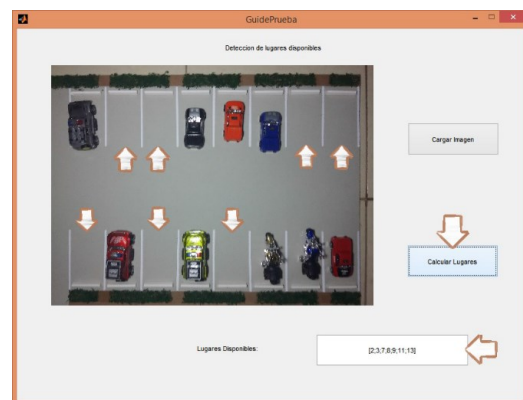 GuidePrueba
Deteccion de lugares disponibles
Cargar Imagen
Calcular Lugares
Lugares Disponibles:
[2;3;7;8;9;11;13]